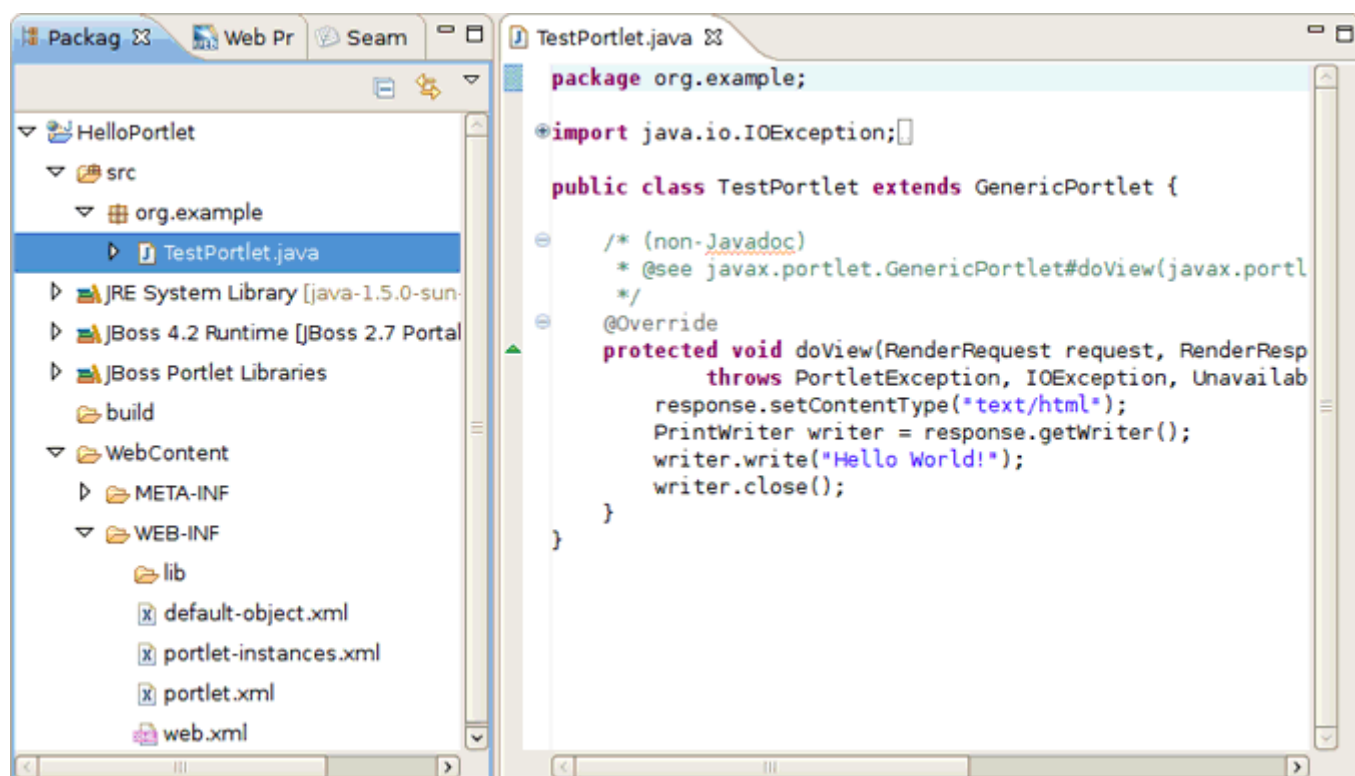 Packag
Web Pr
Seam
HelloPortlet
src
org.example
TestPortlet.java
JRE System Library [java-1.5.0-sun-
JBoss 4.2 Runtime [JBoss 2.7 Portal
JBoss Portlet Libraries
build
WebContent
META-INF
WEB-INF
lib
default-object.xml
portlet-instances.xml
portlet.xml
web.xml
TestPortlet.java
package org.example;
import java.io.IOException;
public class TestPortlet extends GenericPortlet {
/* (non-Javadoc)
* @see javax.portlet.GenericPortlet#doView(javax.portl
*/
@Override
protected void doView(RenderRequest request, RenderResp
throws PortletException, IOException, Unavailab
response.setContentType("text/html");
PrintWriter writer = response.getWriter();
writer.write("Hello World!");
writer.close();
}
}